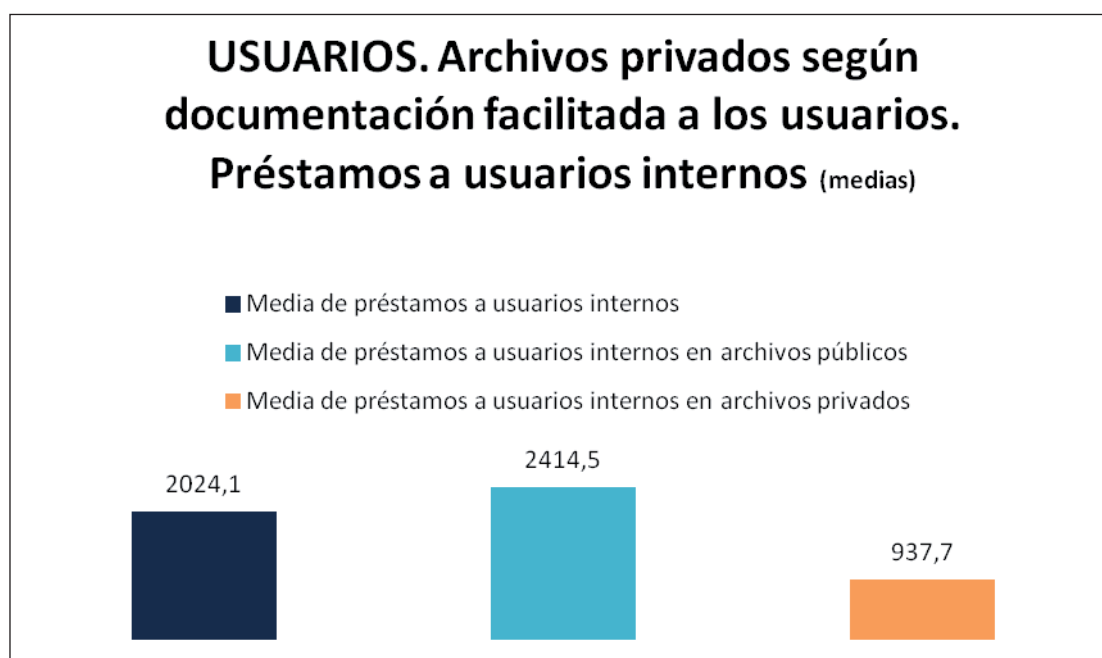 USUARIOS. Archivos privados según
documentación facilitada a los usuarios.
Préstamos a usuarios internos (medias)
Media de préstamos a usuarios internos
Media de préstamos a usuarios internos en archivos públicos
Media de préstamos a usuarios internos en archivos privados
2024,1
2414,5
937,7